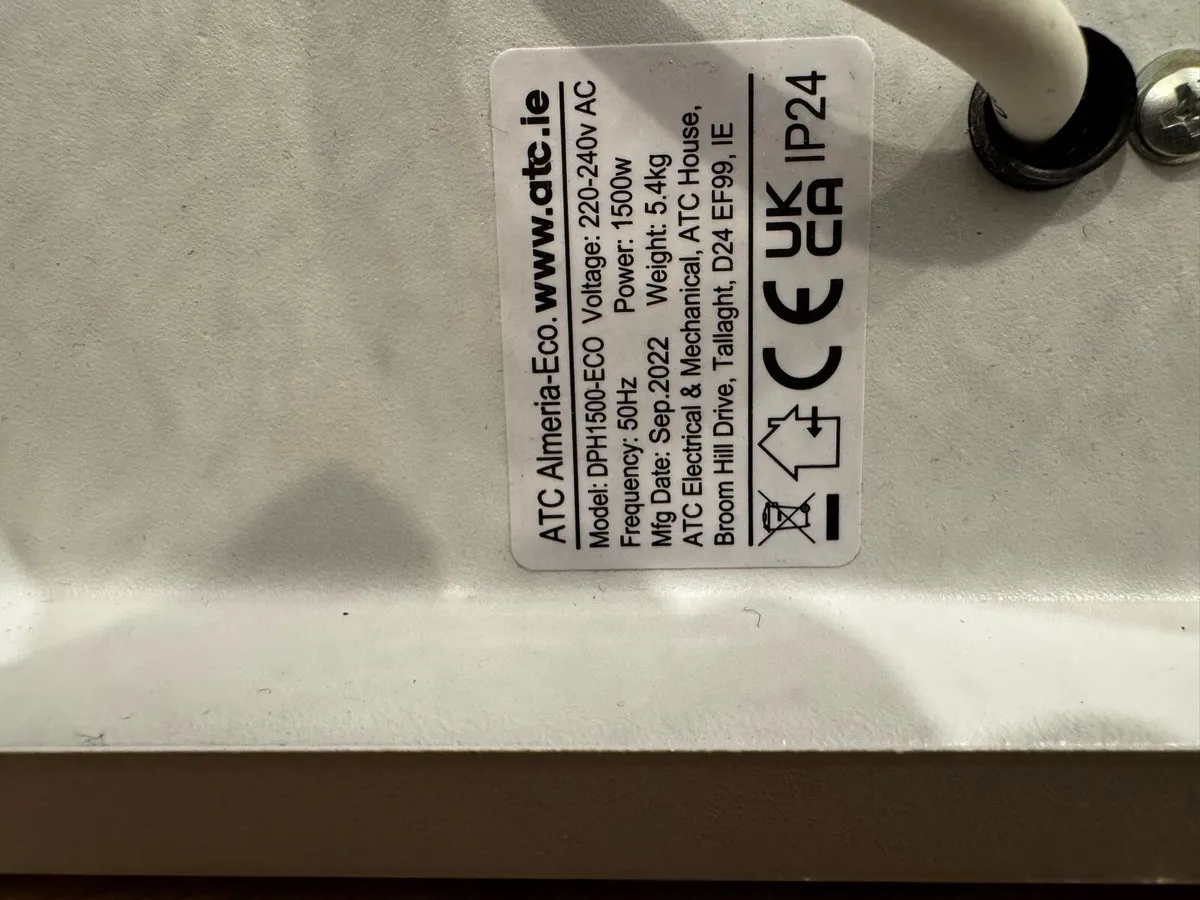 ATC Almeria-Eco. www.atc.ie
Model: DPH1500-ECO Voltage: 220-240v AC
Frequency: 50Hz Power: 1500w
Mfg Date: Sep.2022 Weight: 5.4kg
ATC Electrical & Mechanical, ATC House,
Broom Hill Drive, Tallaght, D24 EF99, IE
CE UK CA IP24